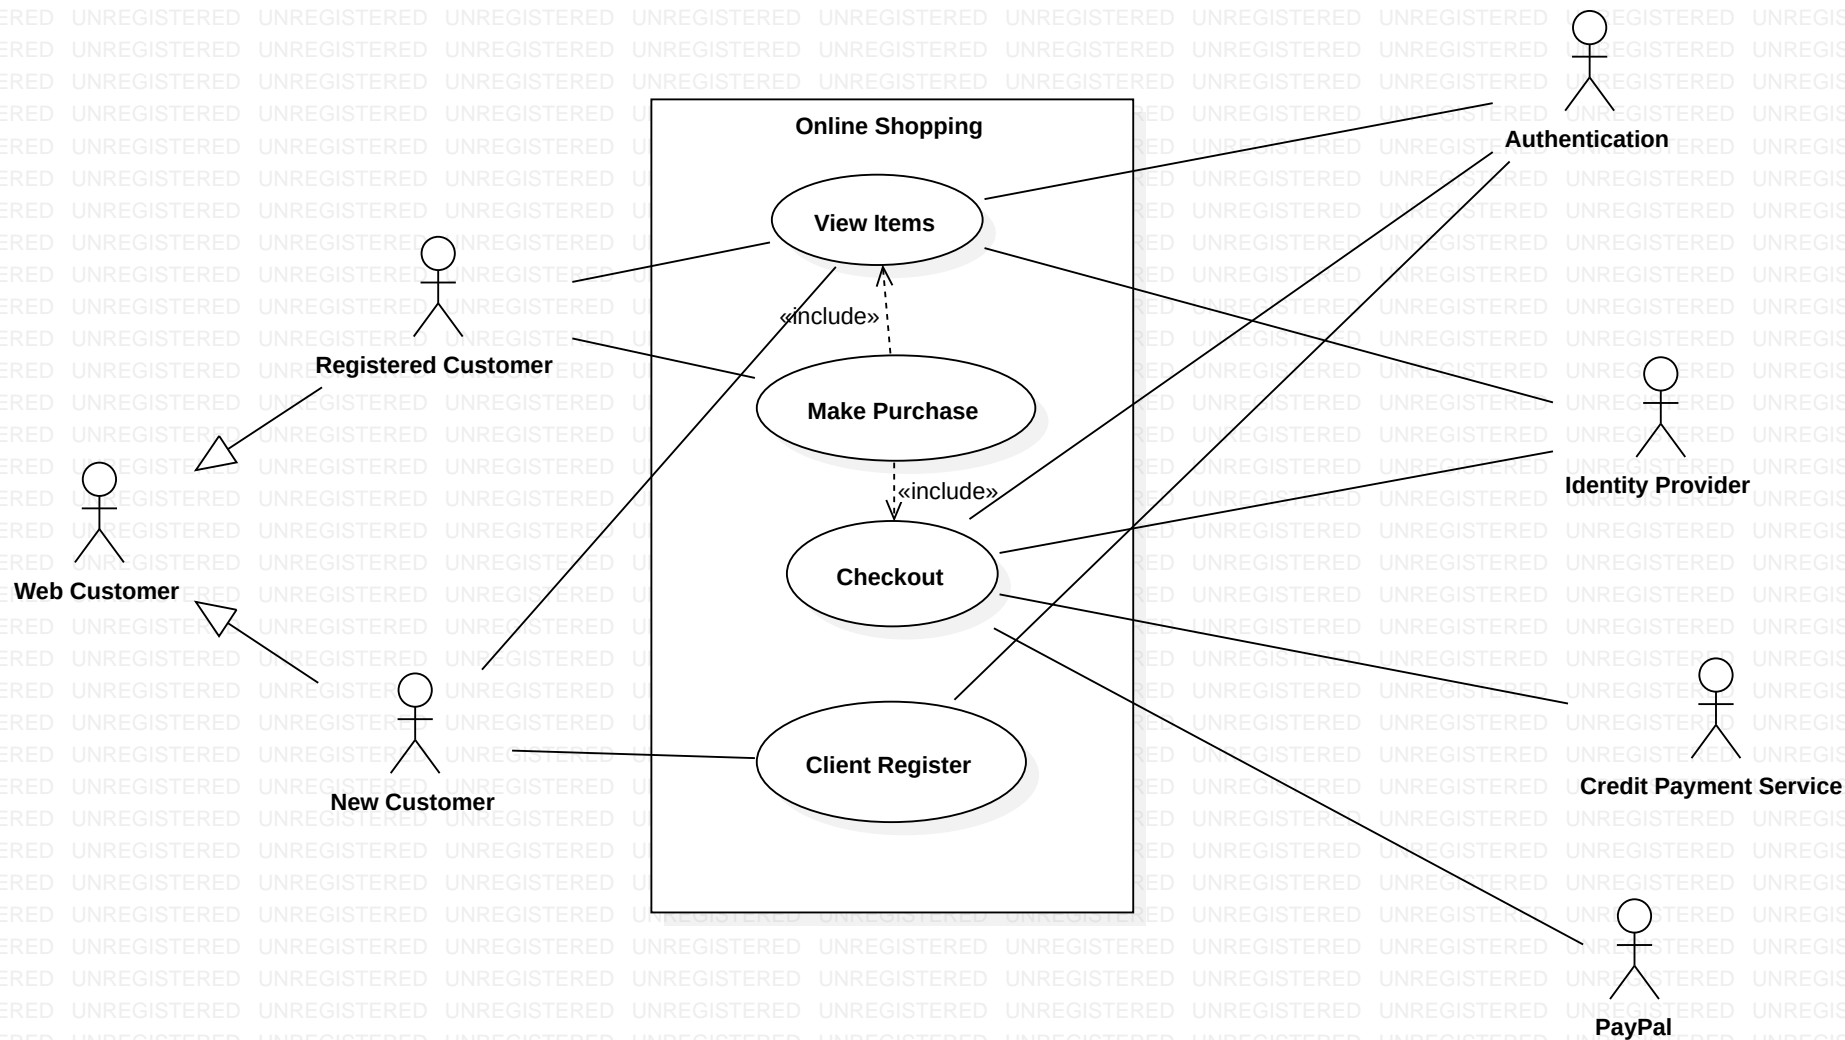 Online Shopping
Authentication
View Items
«include»
Registered Customer
Make Purchase
Identity Provider
«include»
Checkout
Web Customer
Client Register
Credit Payment Service
New Customer
PayPal
UNREGISTERED